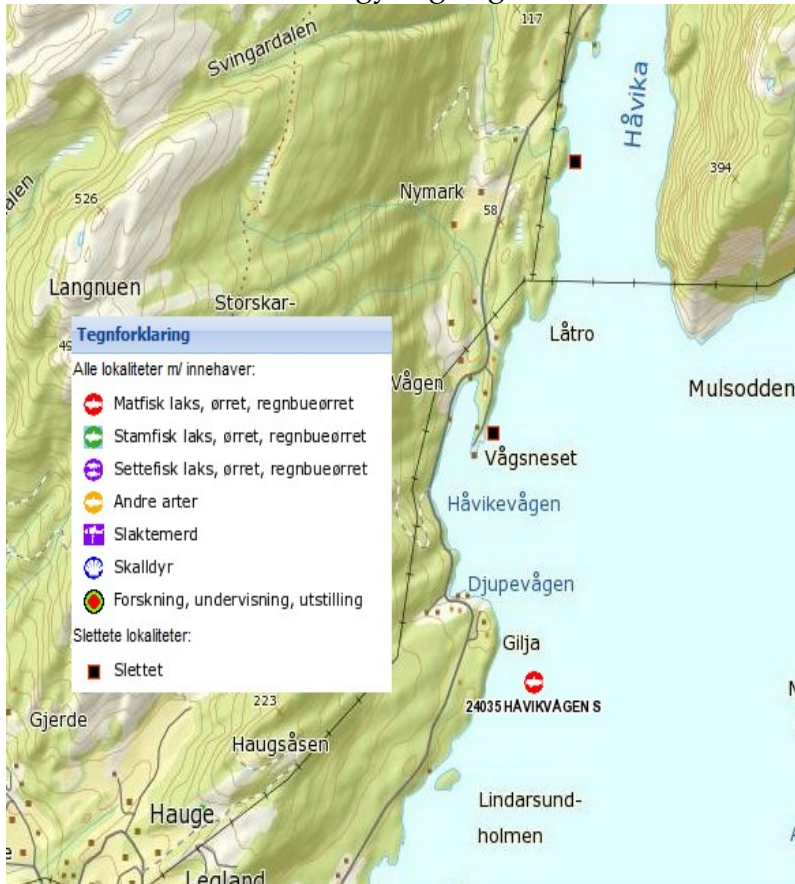 117
Svingardalen
Håvika
394
Nymark
526
58
Langnuen
Storskar-
Låtro
Tegnforklaring
Alle lokaliteter m/ innehaver:
Matfisk laks, ørret, regnbueørret
Stamfisk laks, ørret, regnbueørret
Settefisk laks, ørret, regnbueørret
Andre arter
Slaktemerd
Skalldyr
Forskning, undervisning, utstilling
Slettete lokaliteter:
Slettet
Vågen
Mulsodden
Vågsneset
Håvikevågen
Djupevågen
Gilja
24035 HÅVIKVÅGEN S
223
Gjerde
Haugsåsen
Lindarsund-
holmen
Hauge
Legland